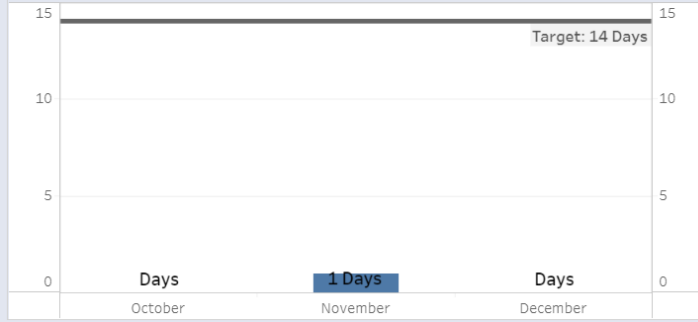 15 15
Target: 14 Days
10 10
5 5
0 Days 1 Days Days 0
October November December